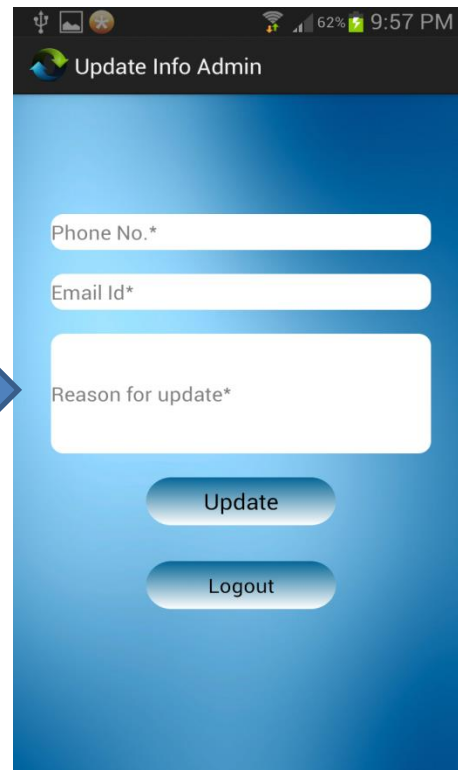 62% 9:57 PM
Update Info Admin
Phone No.*
Email Id*
Reason for update*
Update
Logout